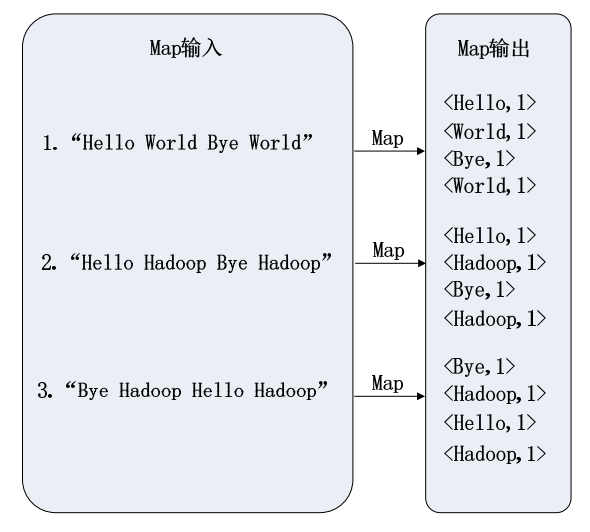 Map输入
Map输出
1. “Hello World Bye World”
Map
<Hello,1>
<World,1>
<Bye,1>
<World,1>
2. “Hello Hadoop Bye Hadoop”
Map
<Hello,1>
<Hadoop,1>
<Bye,1>
<Hadoop,1>
3. “Bye Hadoop Hello Hadoop”
Map
<Bye,1>
<Hadoop,1>
<Hello,1>
<Hadoop,1>